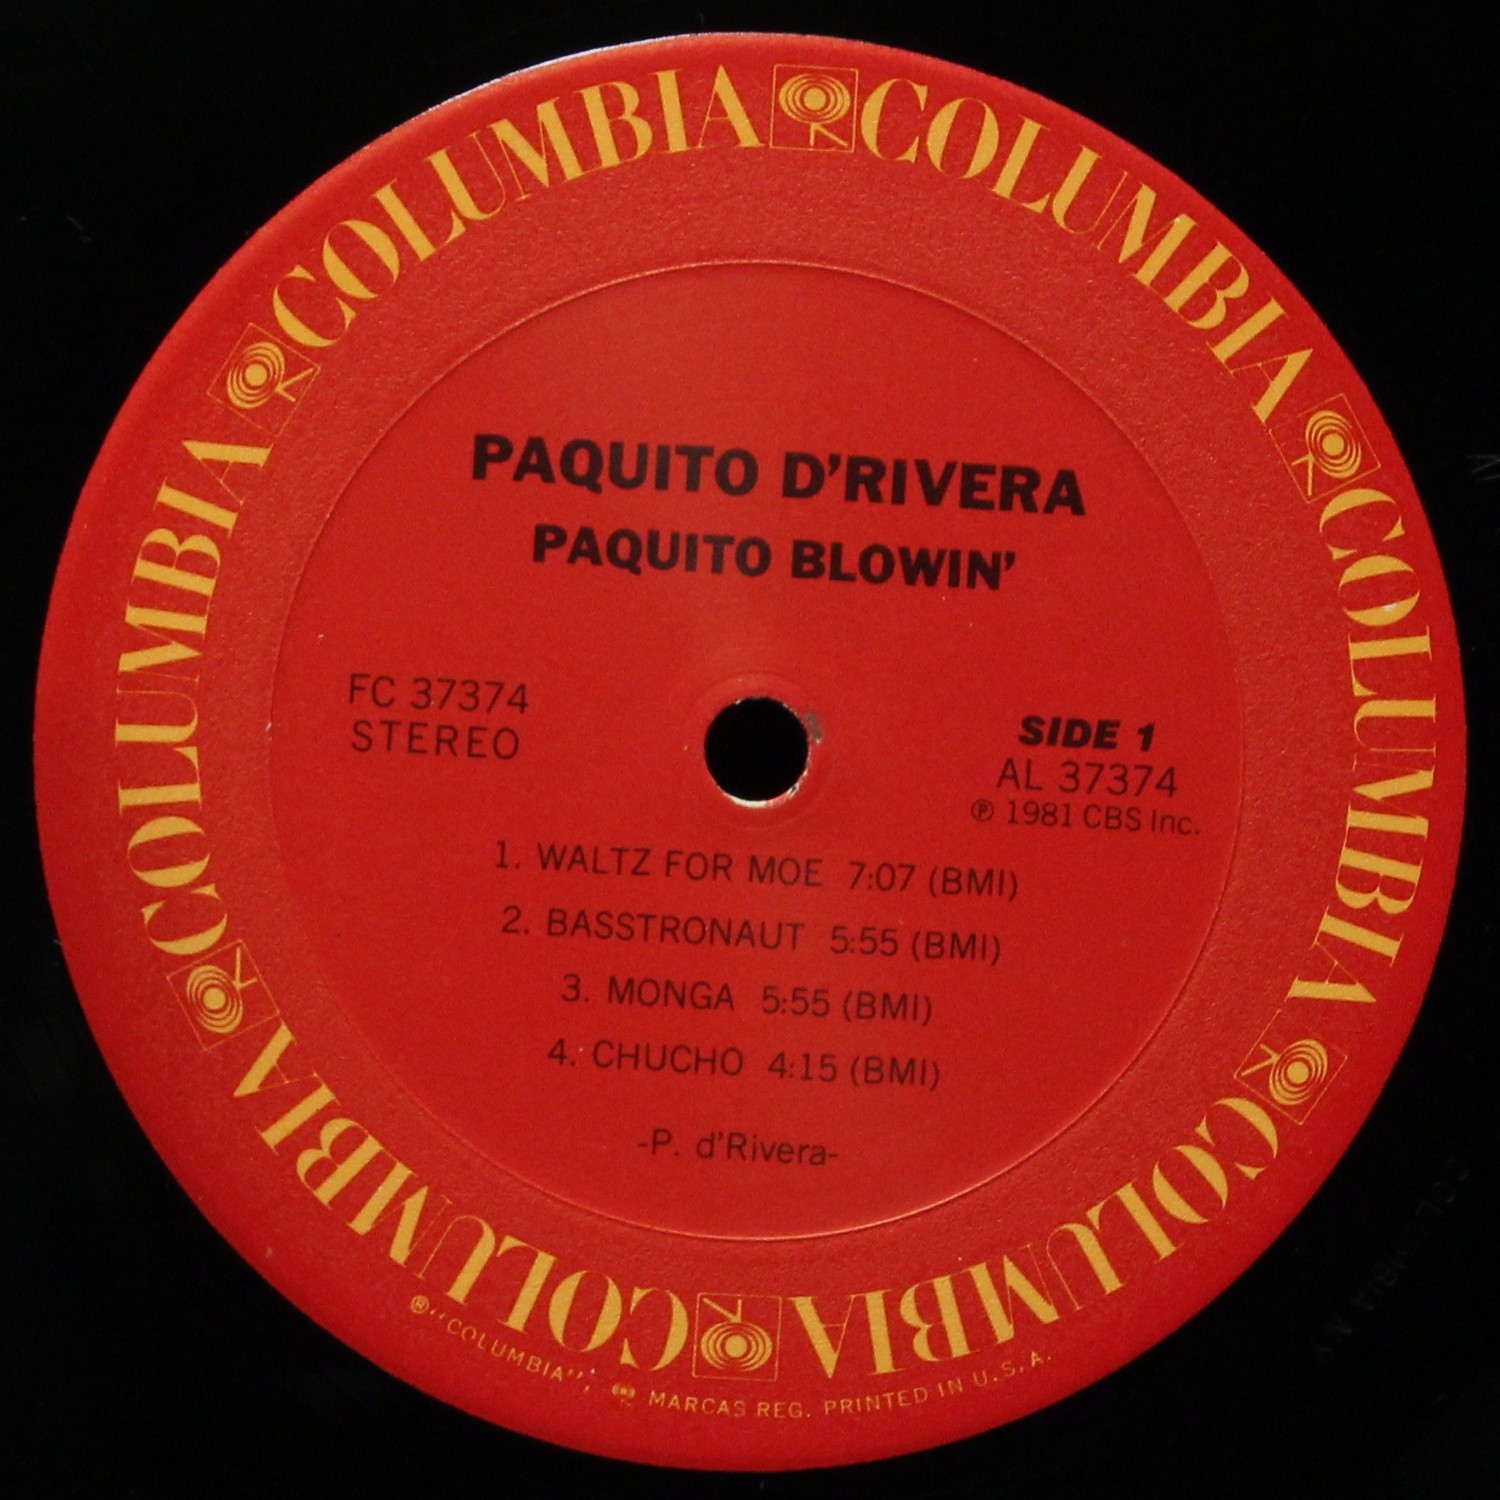 COLUMBIA COLUMBIA COLUMBIA COLUMBIA COLUMBIA COLUMBIA
PAQUITO D'RIVERA
PAQUITO BLOWIN'
FC 37374
STEREO
SIDE 1
AL 37374
℗ 1981 CBS Inc.
1. WALTZ FOR MOE 7:07 (BMI)
2. BASSTRONAUT 5:55 (BMI)
3. MONGA 5:55 (BMI)
4. CHUCHO 4:15 (BMI)
-P. d'Rivera-
® "COLUMBIA", MARCAS REG. PRINTED IN U.S.A.